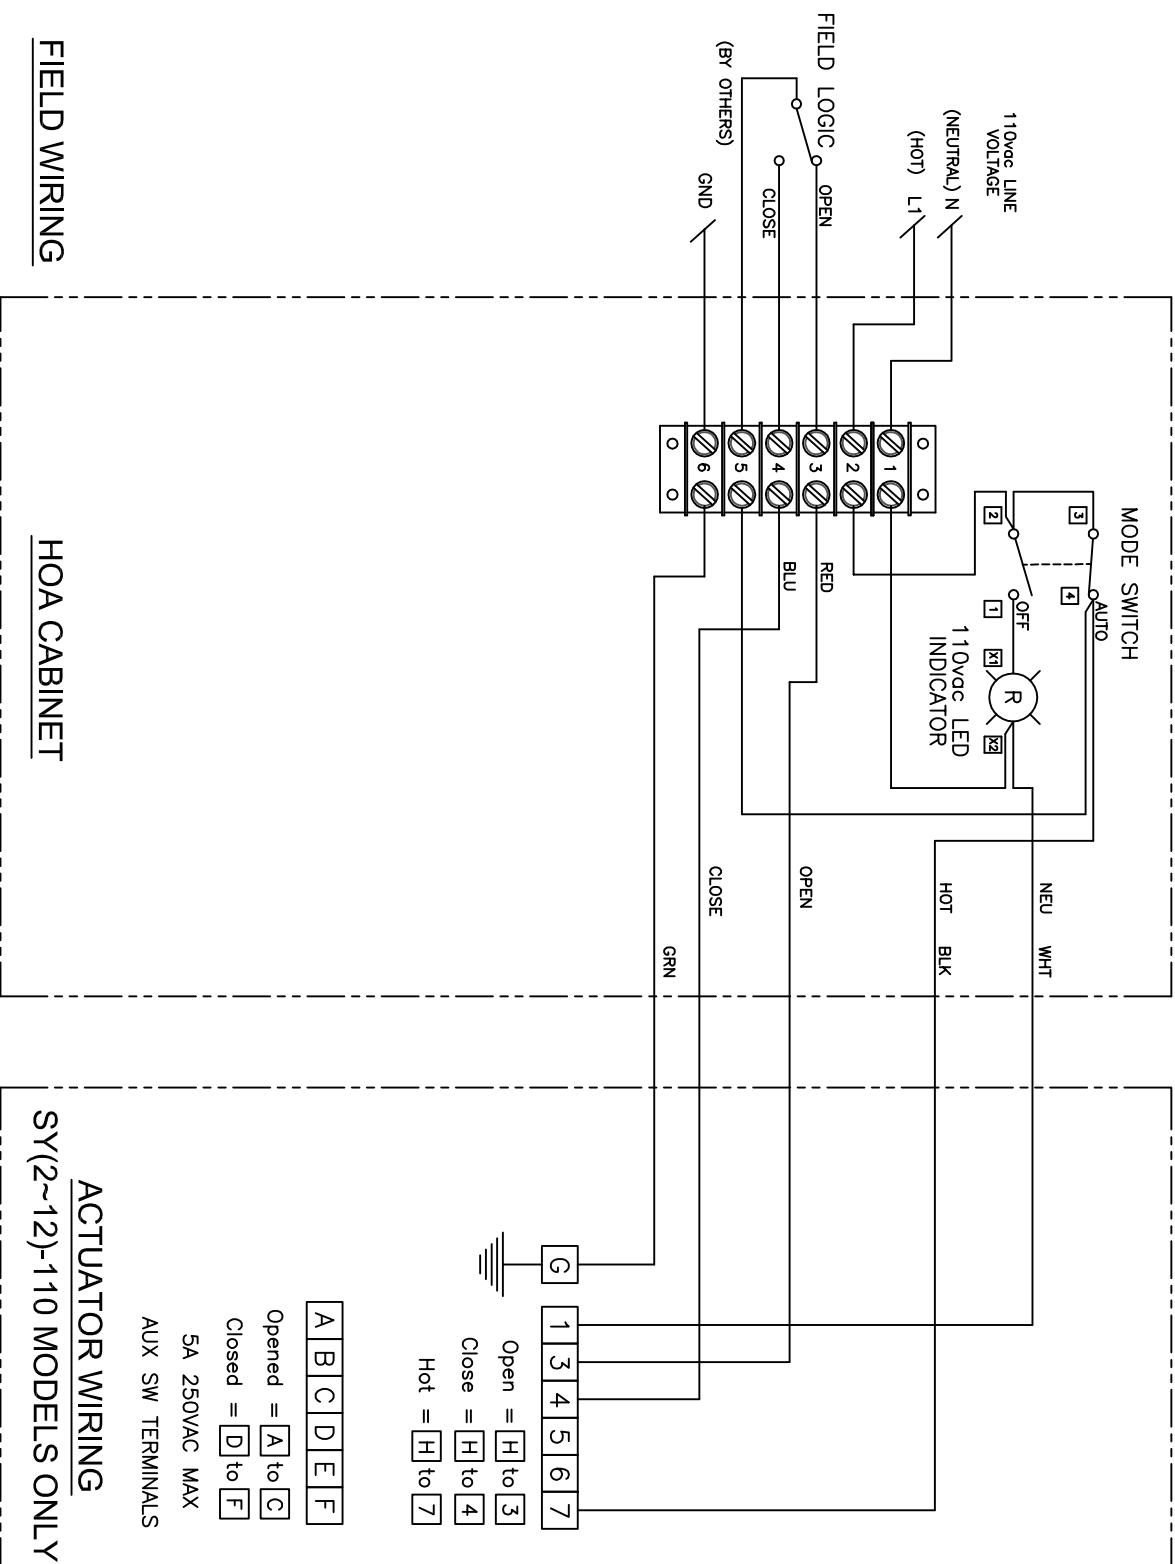 110vac LINE
VOLTAGE
(NEUTRAL) N
(HOT) L1
FIELD LOGIC
OPEN
CLOSE
(BY OTHERS)
GND
FIELD WIRING
1
2
3
4
5
6
MODE SWITCH
3
4
AUTO
2
1
OFF
X1
R
X2
110vac LED
INDICATOR
RED
BLU
NEU WHT
HOT BLK
OPEN
CLOSE
GRN
HOA CABINET
G
1 3 4 5 6 7
Open = H to 3
Close = H to 4
Hot = H to 7
A B C D E F
Opened = A to C
Closed = D to F
5A 250VAC MAX
AUX SW TERMINALS
ACTUATOR WIRING
SY(2~12)-110 MODELS ONLY